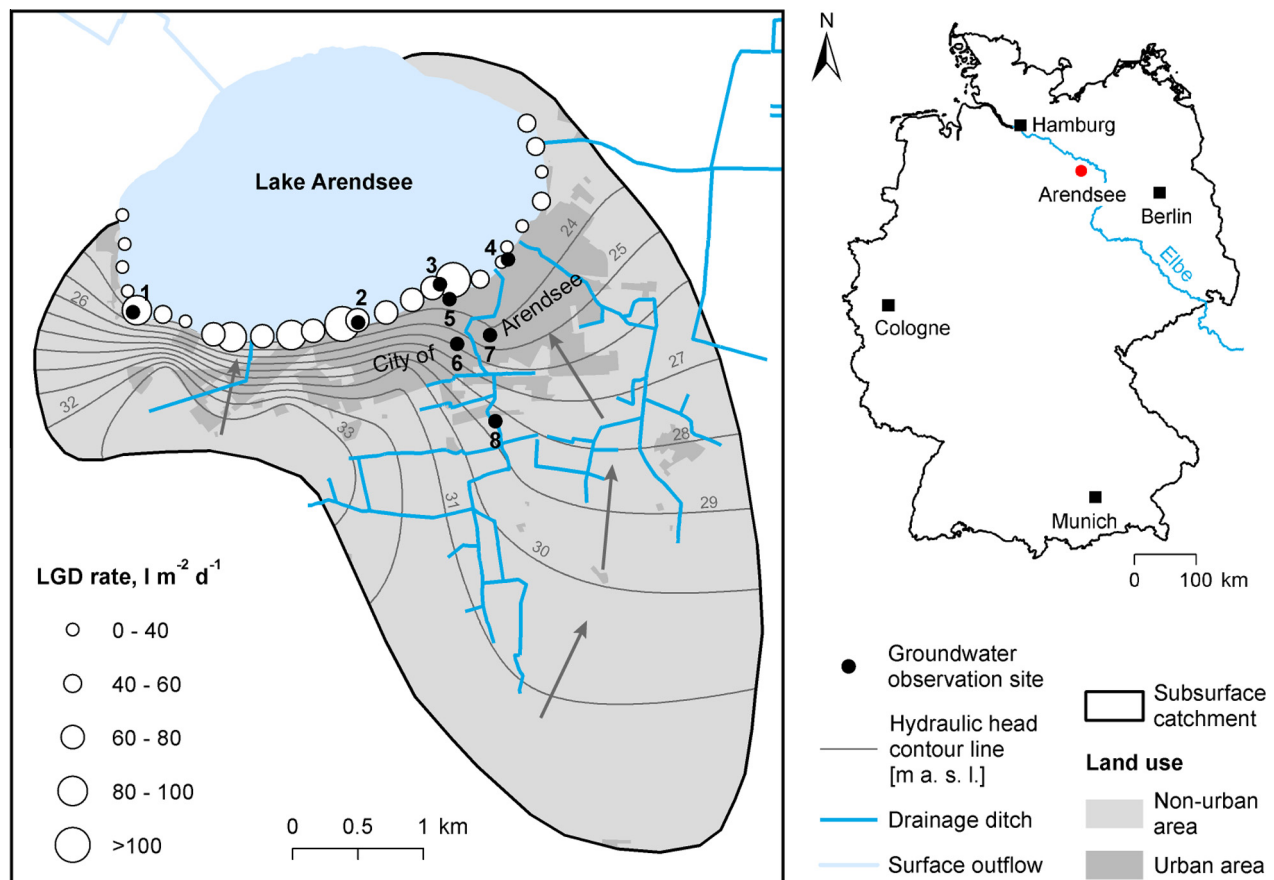 Lake Arendsee
City of Arendsee
1
2
3
4
5
6
7
8
24
25
26
27
28
29
30
31
32
33
LGD rate, l m⁻² d⁻¹
0 - 40
40 - 60
60 - 80
80 - 100
>100
0 0.5 1 km
N
Hamburg
Arendsee
Berlin
Elbe
Cologne
Munich
0 100 km
Groundwater
observation site
Hydraulic head
contour line
[m a. s. l.]
Drainage ditch
Surface outflow
Subsurface
catchment
Land use
Non-urban
area
Urban area